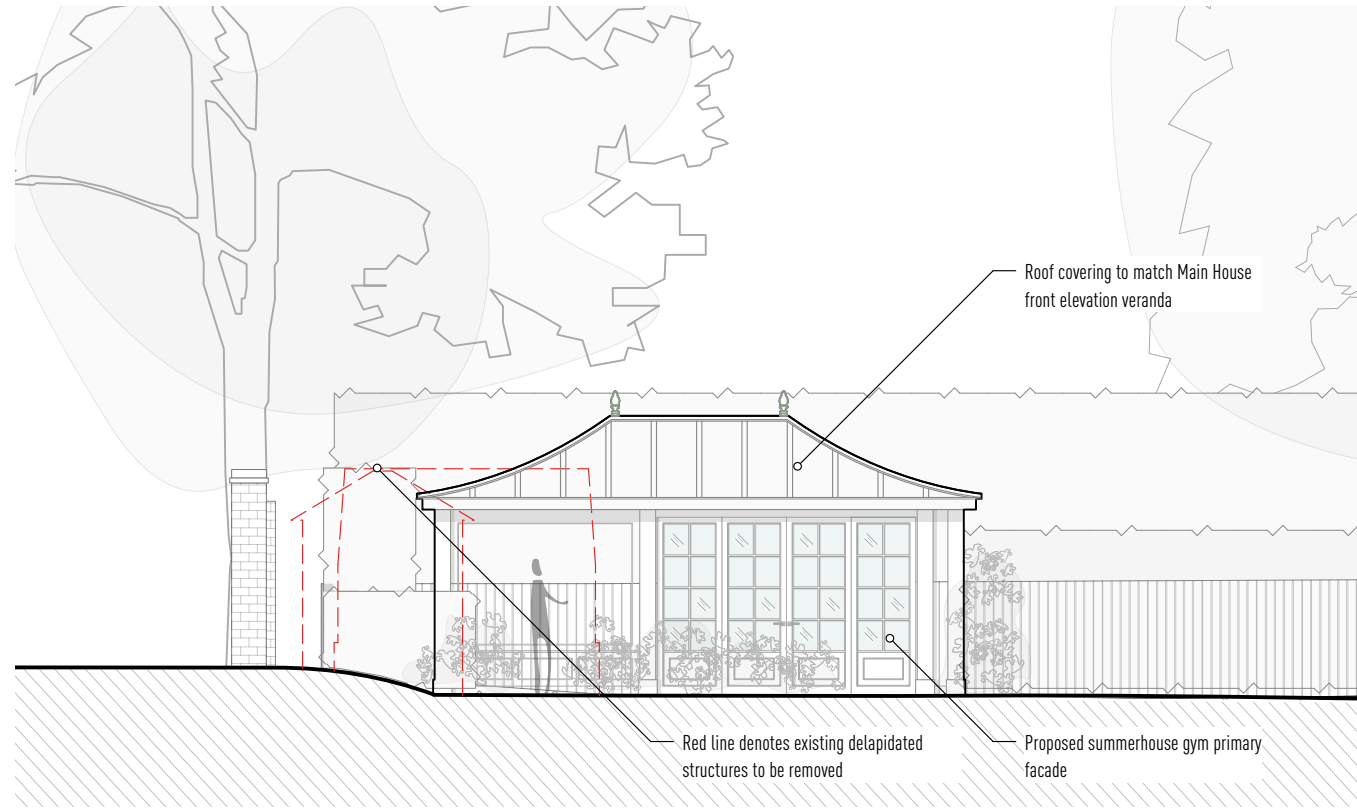 Roof covering to match Main House
front elevation veranda
Red line denotes existing delapidated
structures to be removed
Proposed summerhouse gym primary
facade